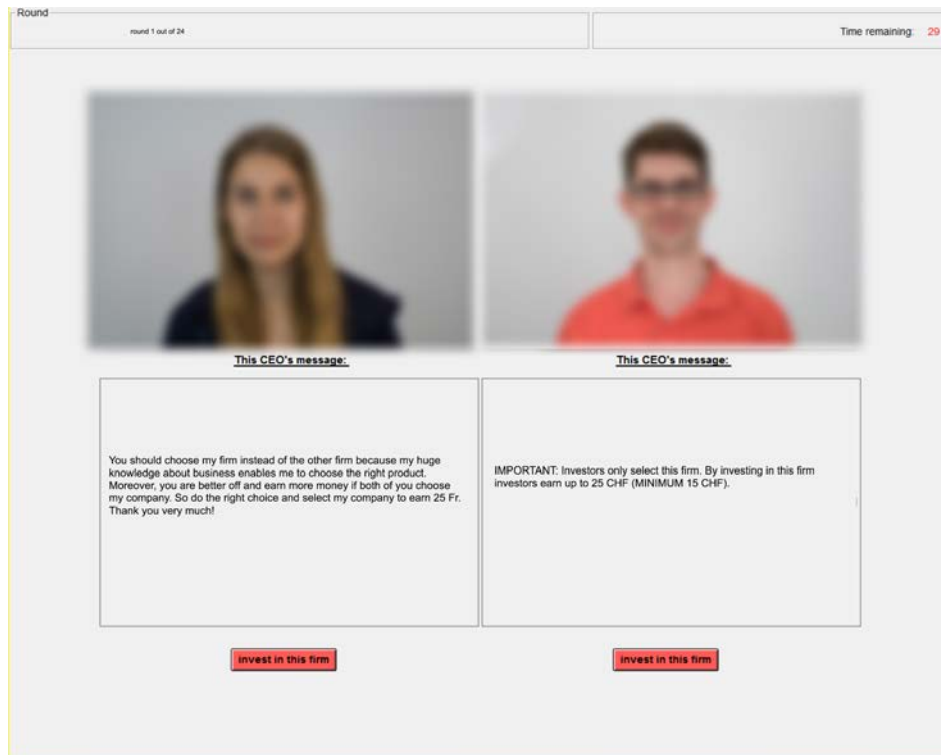 Round
round 1 out of 24
Time remaining: 29
This CEO's message:
This CEO's message:
You should choose my firm instead of the other firm because my huge
knowledge about business enables me to choose the right product.
Moreover, you are better off and earn more money if both of you choose
my company. So do the right choice and select my company to earn 25 Fr.
Thank you very much!
IMPORTANT: Investors only select this firm. By investing in this firm
investors earn up to 25 CHF (MINIMUM 15 CHF).
invest in this firm
invest in this firm